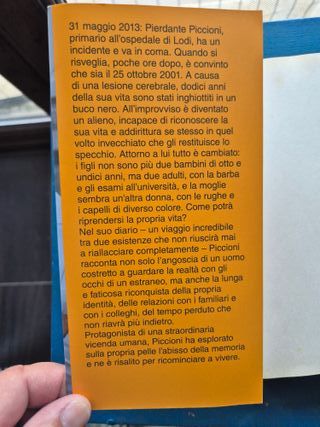 31 maggio 2013: Pierdante Piccioni,
primario all'ospedale di Lodi, ha un
incidente e va in coma. Quando si
risveglia, poche ore dopo, è convinto
che sia il 25 ottobre 2001. A causa
di una lesione cerebrale, dodici anni
della sua vita sono stati inghiottiti in un
buco nero. All'improvviso è diventato
un alieno, incapace di riconoscere la
sua vita e addirittura se stesso in quel
volto invecchiato che gli restituisce lo
specchio. Attorno a lui tutto è cambiato:
i figli non sono più due bambini di otto e
undici anni, ma due adulti, con la barba
e gli esami all'università, e la moglie
sembra un'altra donna, con le rughe e
i capelli di diverso colore. Come potrà
riprendersi la propria vita?
Nel suo diario – un viaggio incredibile
tra due esistenze che non riuscirà mai
a riallacciare completamente – Piccioni
racconta non solo l'angoscia di un uomo
costretto a guardare la realtà con gli
occhi di un estraneo, ma anche la lunga
e faticosa riconquista della propria
identità, delle relazioni con i familiari e
con i colleghi, del tempo perduto che
non riavrà più indietro.
Protagonista di una straordinaria
vicenda umana, Piccioni ha esplorato
sulla propria pelle l'abisso della memoria
e ne è risalito per ricominciare a vivere.